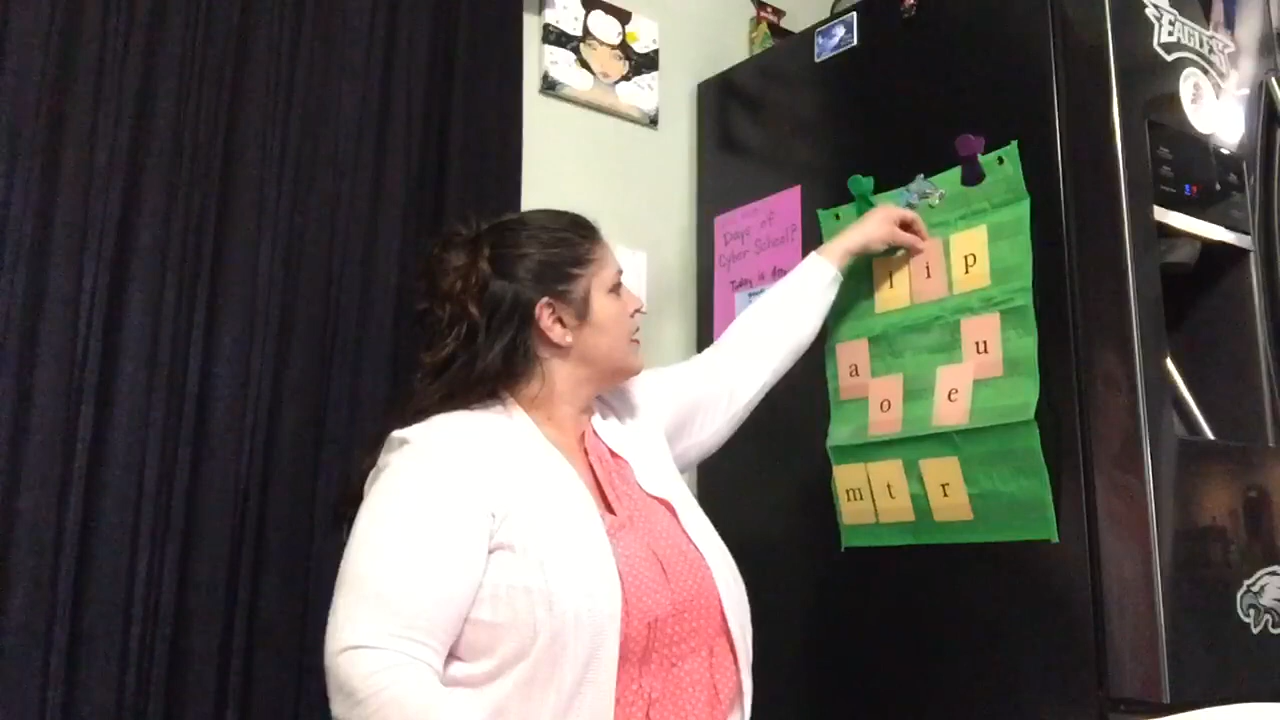 EAGLES
Days of
Cyber School?
Today is
l i p
a u
o e
m t r